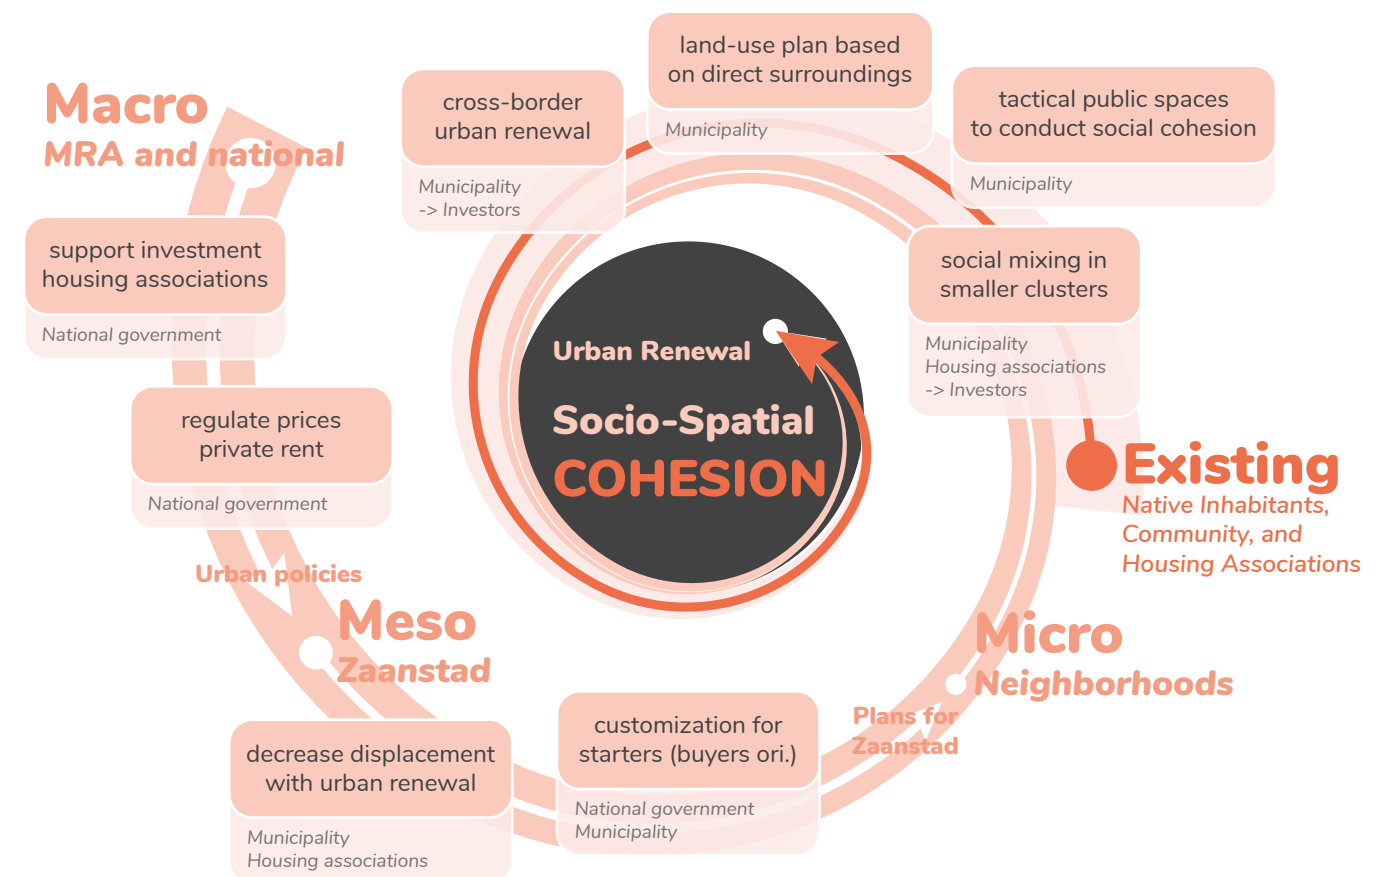 Macro
MRA and national
support investment
housing associations
National government
regulate prices
private rent
National government
Urban policies
Meso
Zaanstad
decrease displacement
with urban renewal
Municipality
Housing associations
customization for
starters (buyers ori.)
National government
Municipality
Plans for
Zaanstad
Micro
Neighborhoods
cross-border
urban renewal
Municipality
-> Investors
land-use plan based
on direct surroundings
Municipality
tactical public spaces
to conduct social cohesion
Municipality
social mixing in
smaller clusters
Municipality
Housing associations
-> Investors
Existing
Native Inhabitants,
Community, and
Housing Associations
Urban Renewal
Socio-Spatial
COHESION